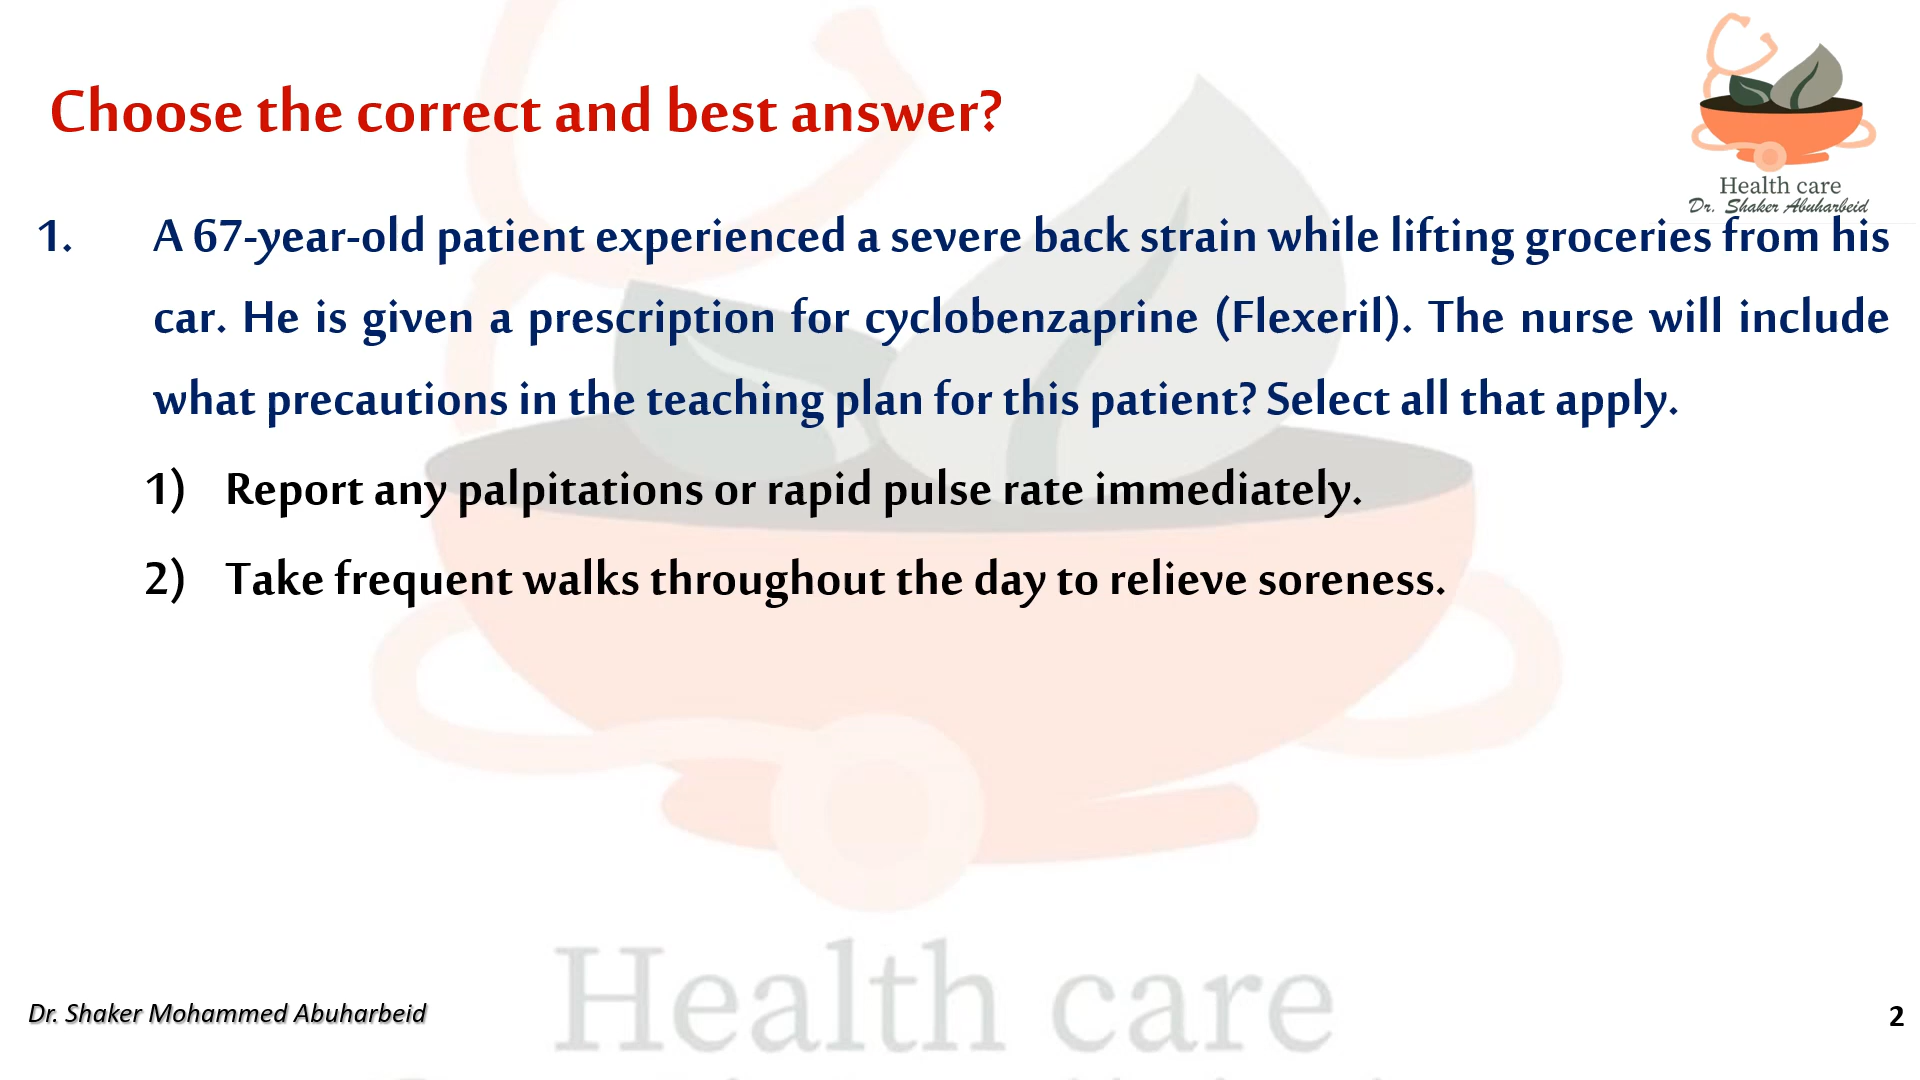 Health care
Dr. Shaker Abuharbeid
Choose the correct and best answer?
1. A 67-year-old patient experienced a severe back strain while lifting groceries from his
car. He is given a prescription for cyclobenzaprine (Flexeril). The nurse will include
what precautions in the teaching plan for this patient? Select all that apply.
1) Report any palpitations or rapid pulse rate immediately.
2) Take frequent walks throughout the day to relieve soreness.
Health care
Dr. Shaker Mohammed Abuharbeid
2